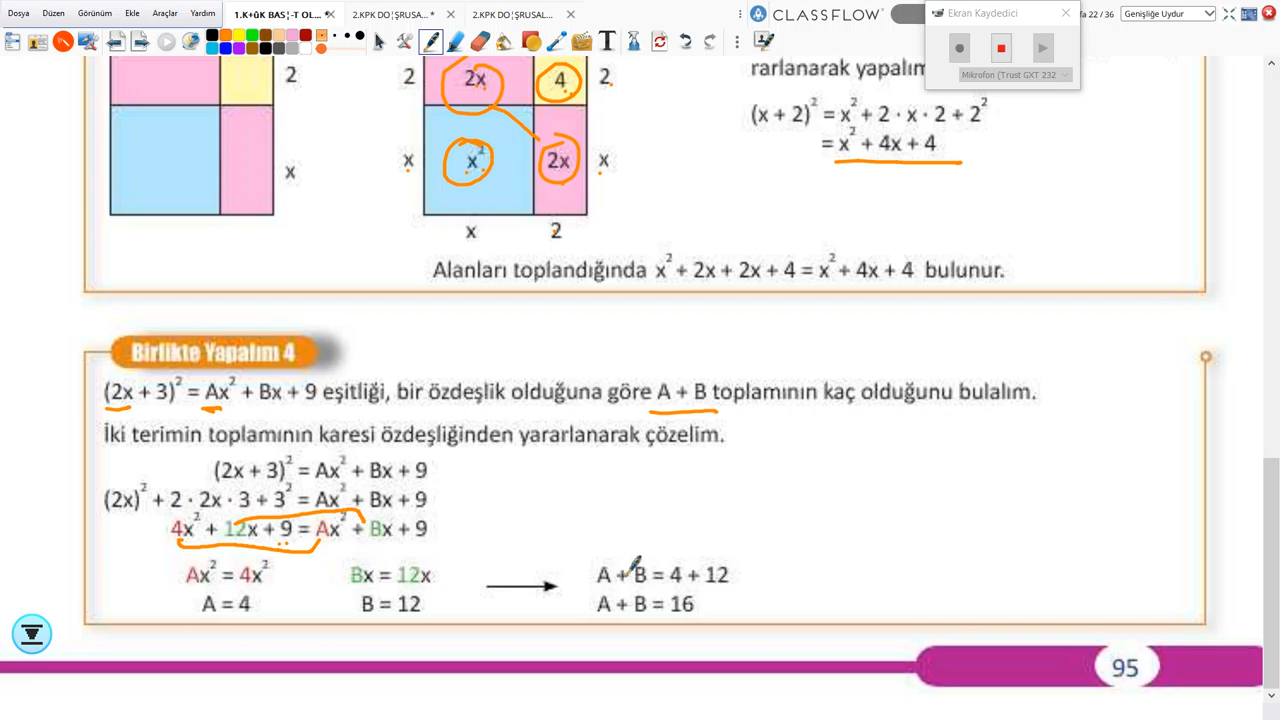 Dosya Düzen Görünüm Ekle Araçlar Yardım
1.K+ûK BAS¦-T OL...
2.KPK DO¦ŞRUSA...*
2.KPK DO¦ŞRUSAL...
CLASSFLOW
fa 22 / 36
Genişliğe Uydur
Ekran Kaydedici
Mikrofon (Trust GXT 232
2
x
2 2x 4 2
x x² 2x x
x 2
rarlanarak yapalım
(x + 2)² = x² + 2 · x · 2 + 2²
= x² + 4x + 4
Alanları toplandığında x² + 2x + 2x + 4 = x² + 4x + 4 bulunur.
Birlikte Yapalım 4
(2x + 3)² = Ax² + Bx + 9 eşitliği, bir özdeşlik olduğuna göre A + B toplamının kaç olduğunu bulalım.
İki terimin toplamının karesi özdeşliğinden yararlanarak çözelim.
(2x + 3)² = Ax² + Bx + 9
(2x)² + 2 · 2x · 3 + 3² = Ax² + Bx + 9
4x² + 12x + 9 = Ax² + Bx + 9
Ax² = 4x² Bx = 12x A + B = 4 + 12
A = 4 B = 12 A + B = 16
95